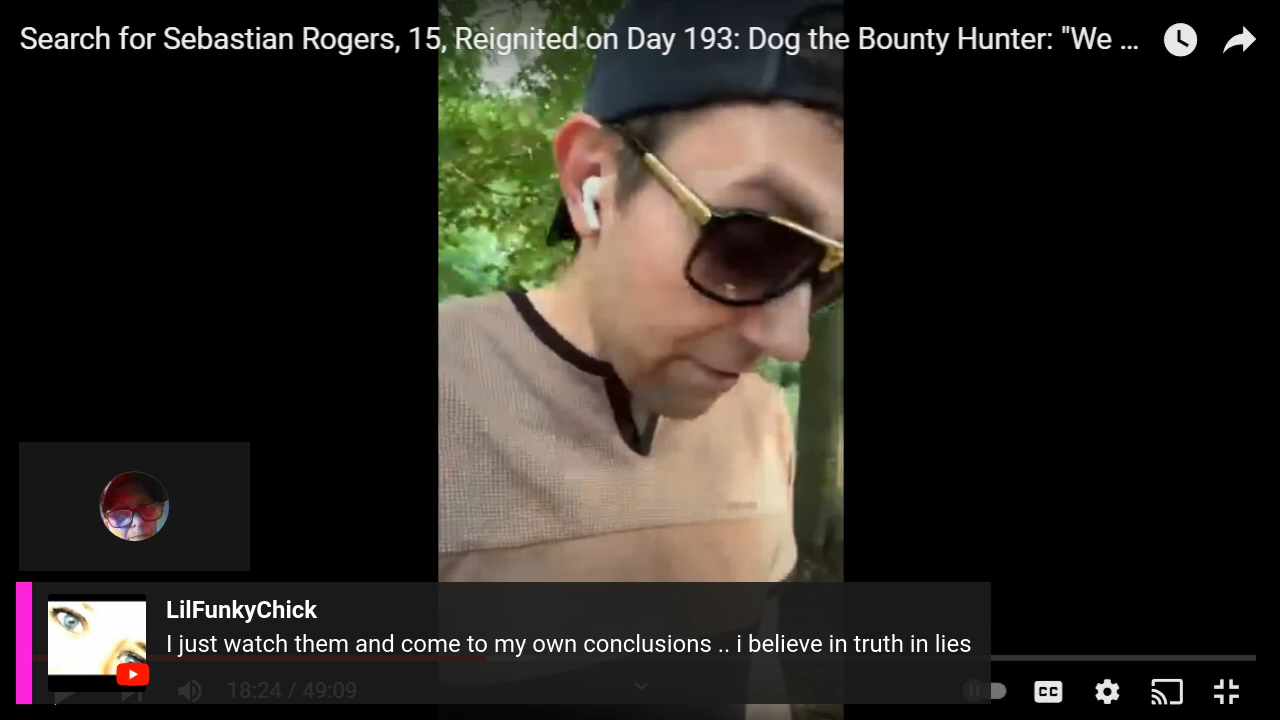 Search for Sebastian Rogers, 15, Reignited on Day 193: Dog the Bounty Hunter: "We ...
LilFunkyChick
I just watch them and come to my own conclusions .. i believe in truth in lies
18:24 / 49:09
CC